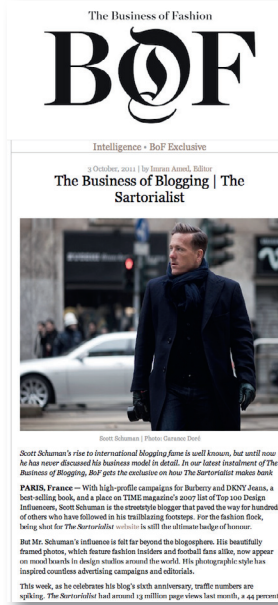 The Business of Fashion
BOF
Intelligence • BoF Exclusive
3 October, 2011 | by Imran Amed, Editor
The Business of Blogging | The
Sartorialist
Scott Schuman | Photo: Garance Doré
Scott Schuman's rise to international blogging fame is well known, but until now
he has never discussed his business model in detail. In our latest instalment of The
Business of Blogging, BoF gets the exclusive on how The Sartorialist makes bank
PARIS, France — With high-profile campaigns for Burberry and DKNY Jeans, a
best-selling book, and a place on TIME magazine's 2007 list of Top 100 Design
Influencers, Scott Schuman is the streetstyle blogger that paved the way for hundred
of others who have followed in his trailblazing footsteps. For the fashion flock,
being shot for The Sartorialist website is still the ultimate badge of honour.
But Mr. Schuman's influence is felt far beyond the blogosphere. His beautifully
framed photos, which feature fashion insiders and football fans alike, now appear
on mood boards in design studios around the world. His photographic style has
inspired countless advertising campaigns and editorials.
This week, as he celebrates his blog's sixth anniversary, traffic numbers are
spiking. The Sartorialist had around 13 million page views last month, a 44 percent